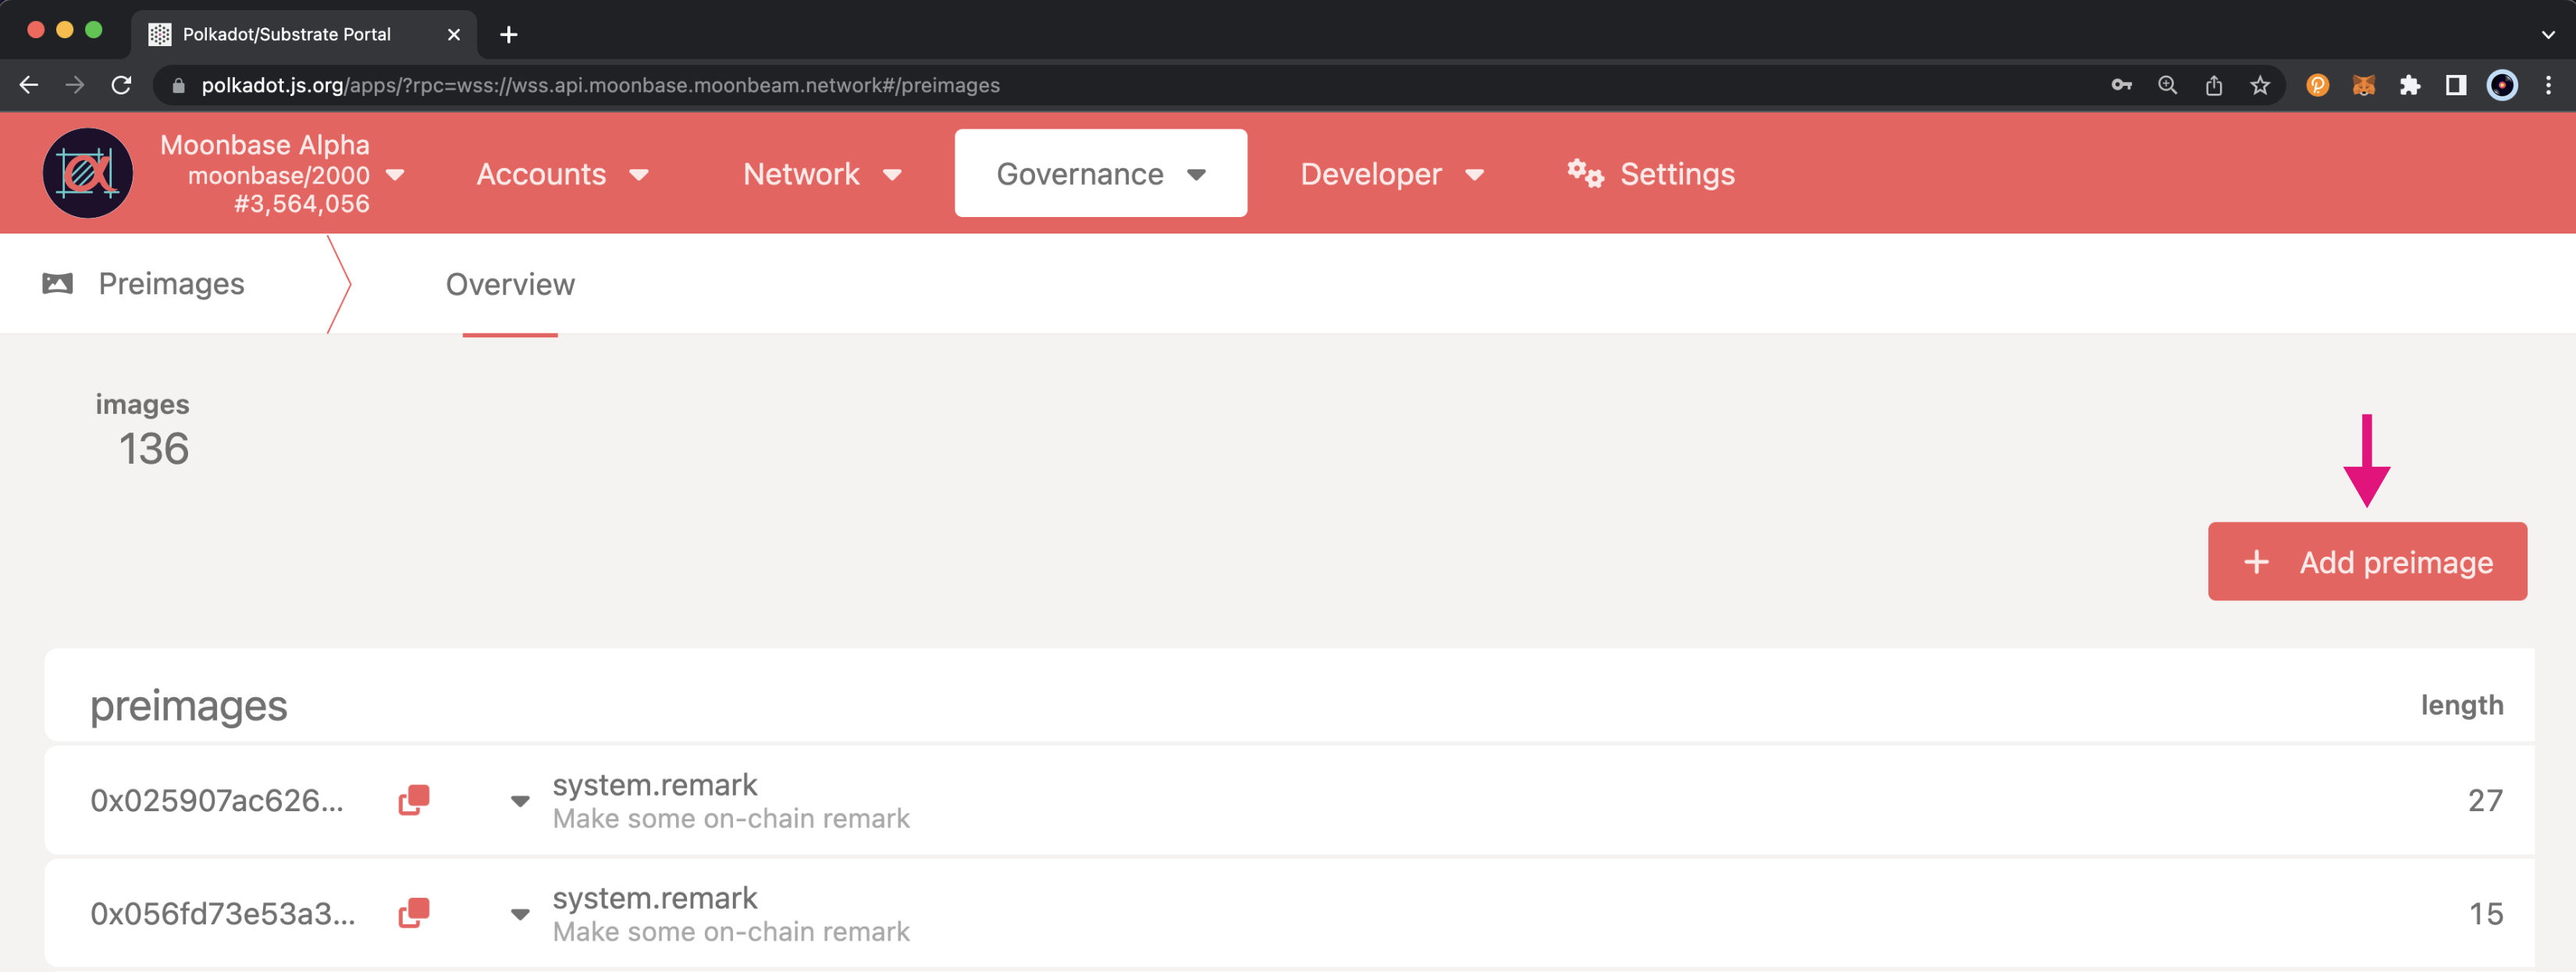 Polkadot/Substrate Portal
polkadot.js.org/apps/?rpc=wss://wss.api.moonbase.moonbeam.network#/preimages
Moonbase Alpha
moonbase/2000
#3,564,056
Accounts
Network
Governance
Developer
Settings
Preimages
Overview
images
136
+ Add preimage
preimages
length
0x025907ac626...
system.remark
Make some on-chain remark
27
0x056fd73e53a3...
system.remark
Make some on-chain remark
15